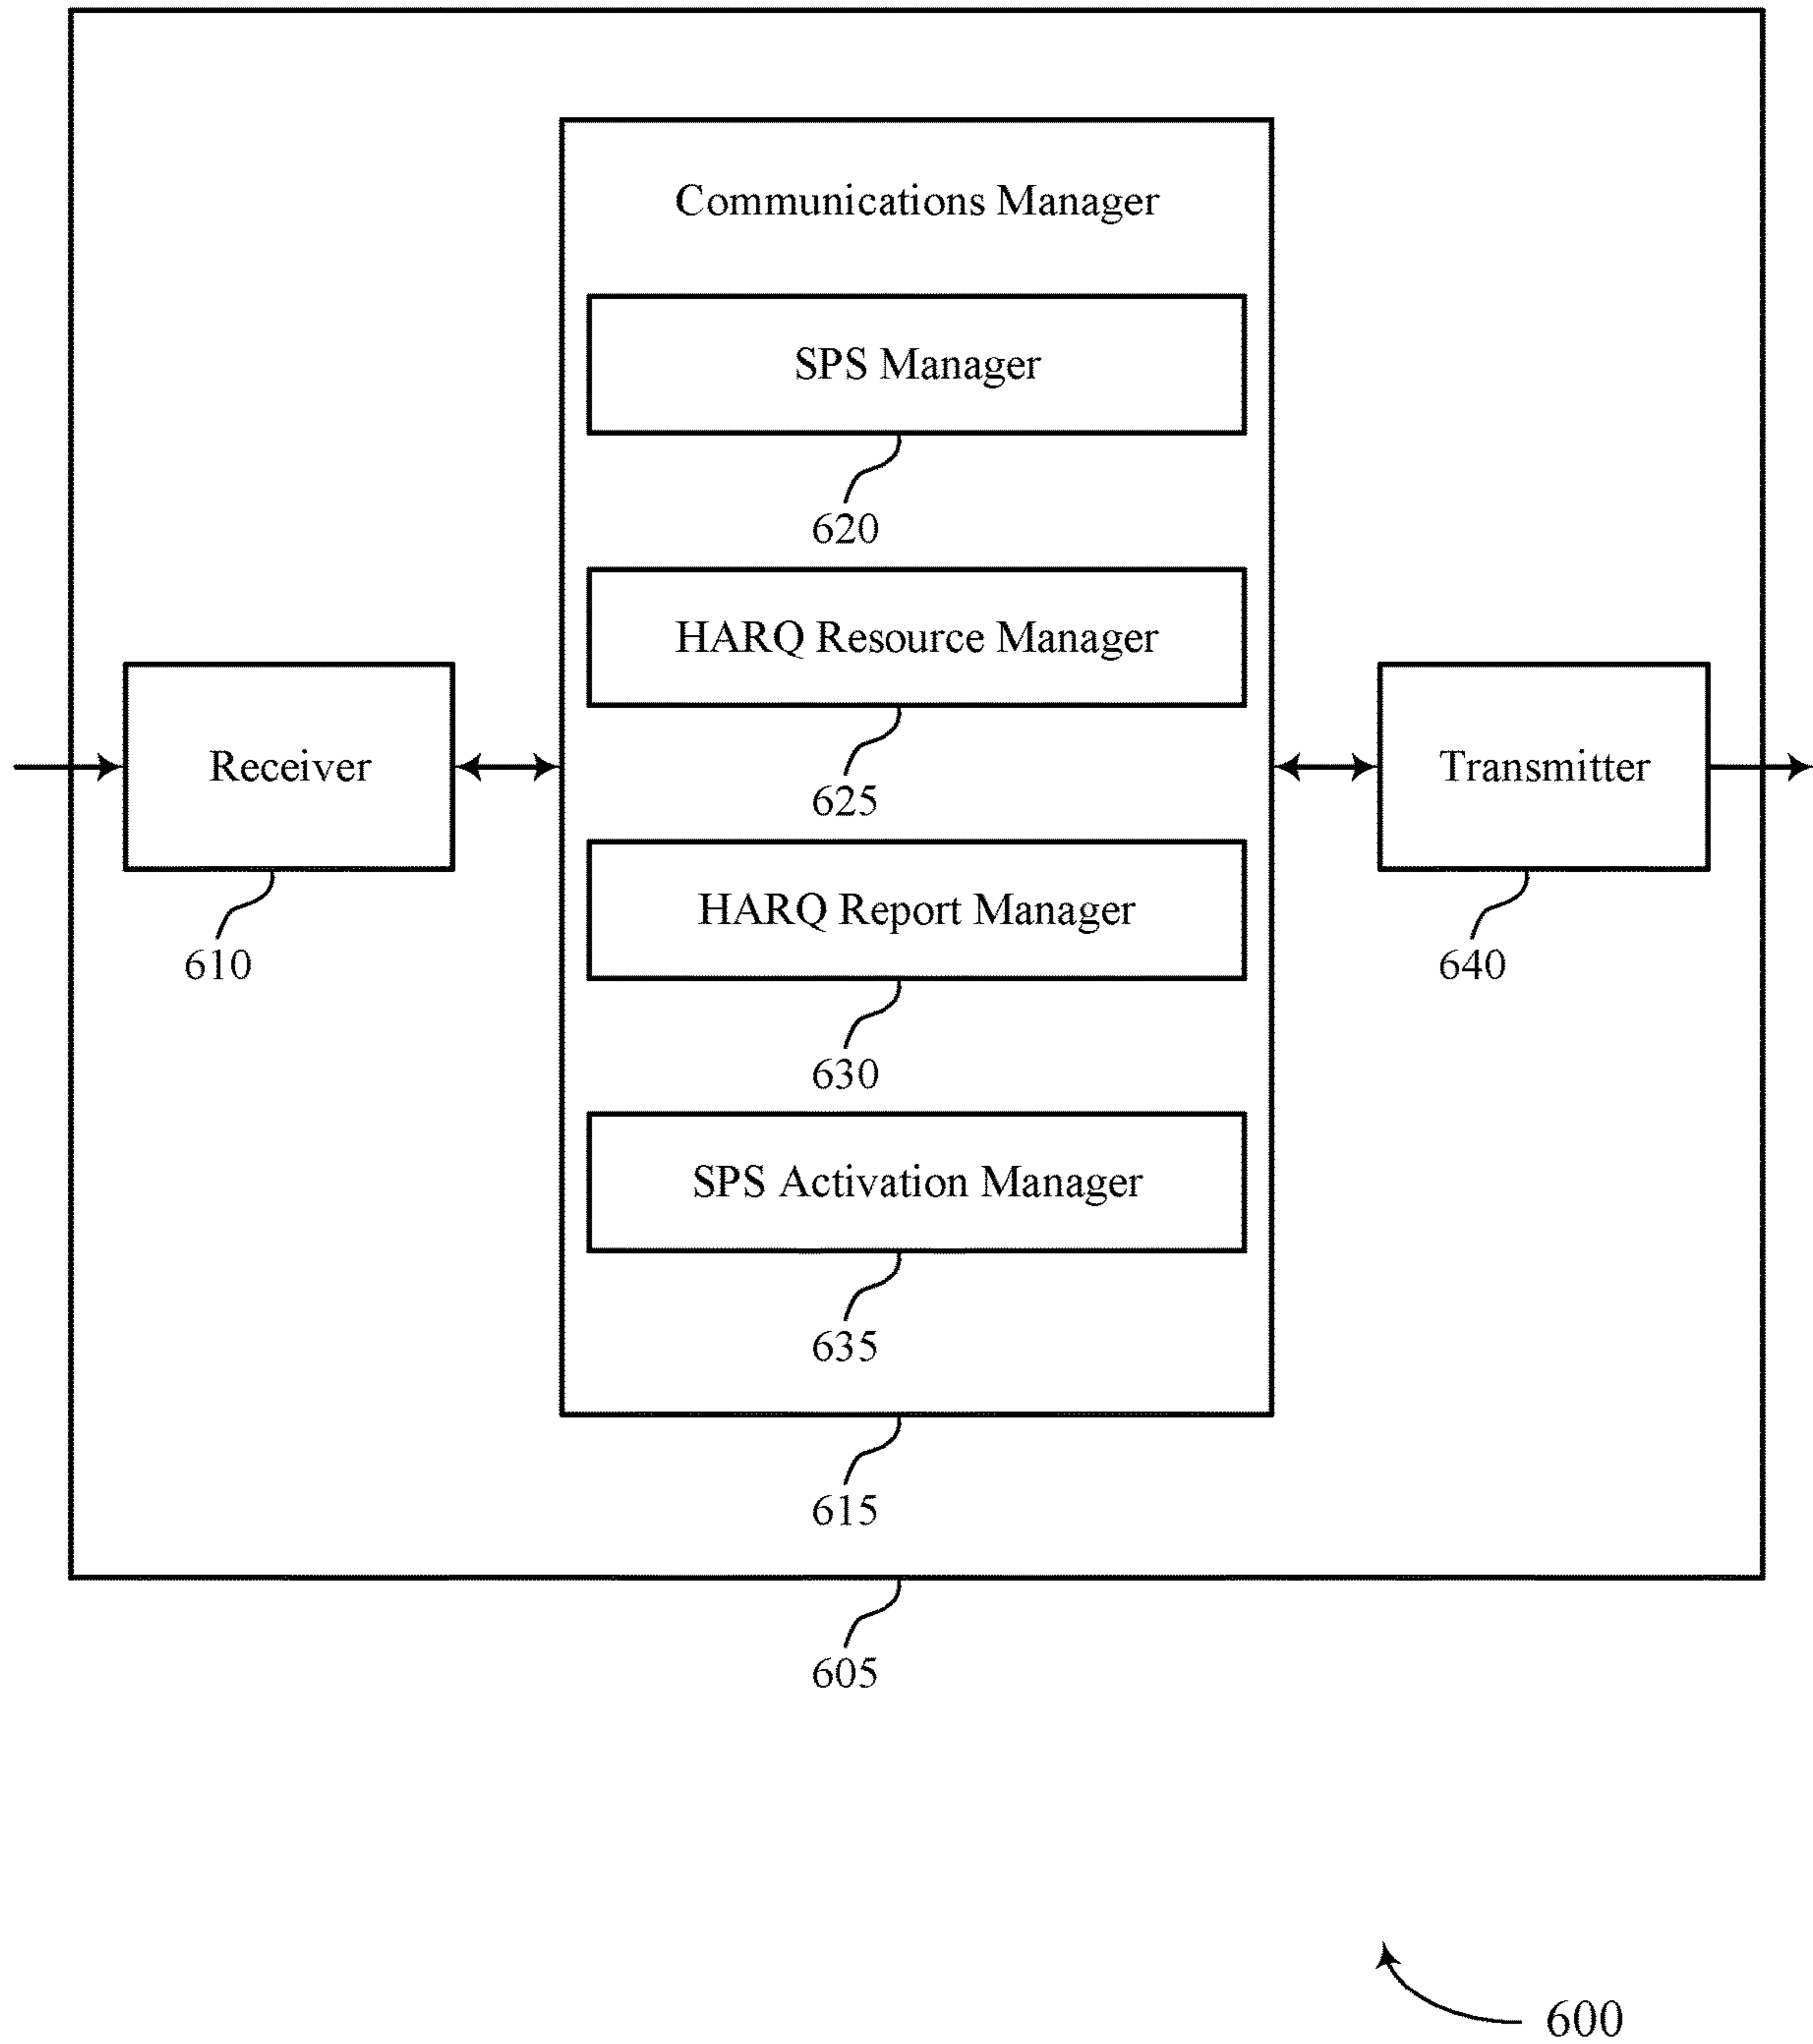 Communications Manager
SPS Manager
620
HARQ Resource Manager
625
Receiver
610
Transmitter
640
HARQ Report Manager
630
SPS Activation Manager
635
615
605
600